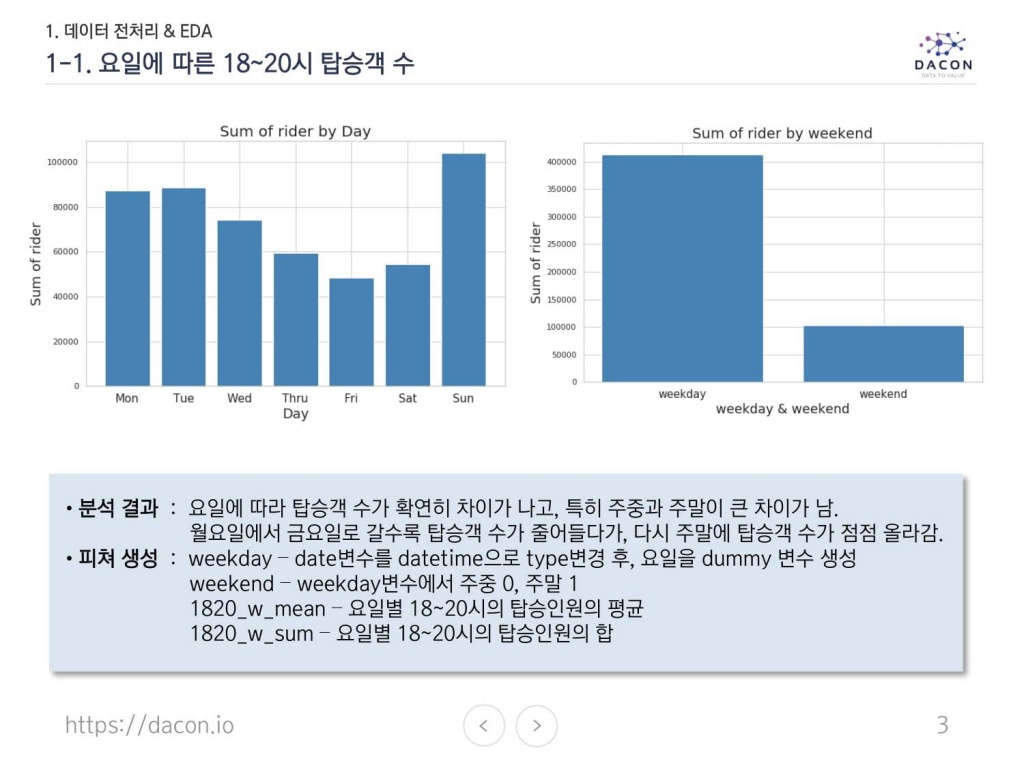 1. 데이터 전처리 & EDA
1-1. 요일에 따른 18~20시 탑승객 수
DACON
DATA TO VALUE
Sum of rider by Day
Sum of rider
100000
80000
60000
40000
20000
0
Mon Tue Wed Thru Fri Sat Sun
Day
Sum of rider by weekend
Sum of rider
400000
350000
300000
250000
200000
150000
100000
50000
0
weekday weekend
weekday & weekend
• 분석 결과 : 요일에 따라 탑승객 수가 확연히 차이가 나고, 특히 주중과 주말이 큰 차이가 남.
월요일에서 금요일로 갈수록 탑승객 수가 줄어들다가, 다시 주말에 탑승객 수가 점점 올라감.
• 피쳐 생성 : weekday – date변수를 datetime으로 type변경 후, 요일을 dummy 변수 생성
weekend – weekday변수에서 주중 0, 주말 1
1820_w_mean – 요일별 18~20시의 탑승인원의 평균
1820_w_sum – 요일별 18~20시의 탑승인원의 합
https://dacon.io
< >
3